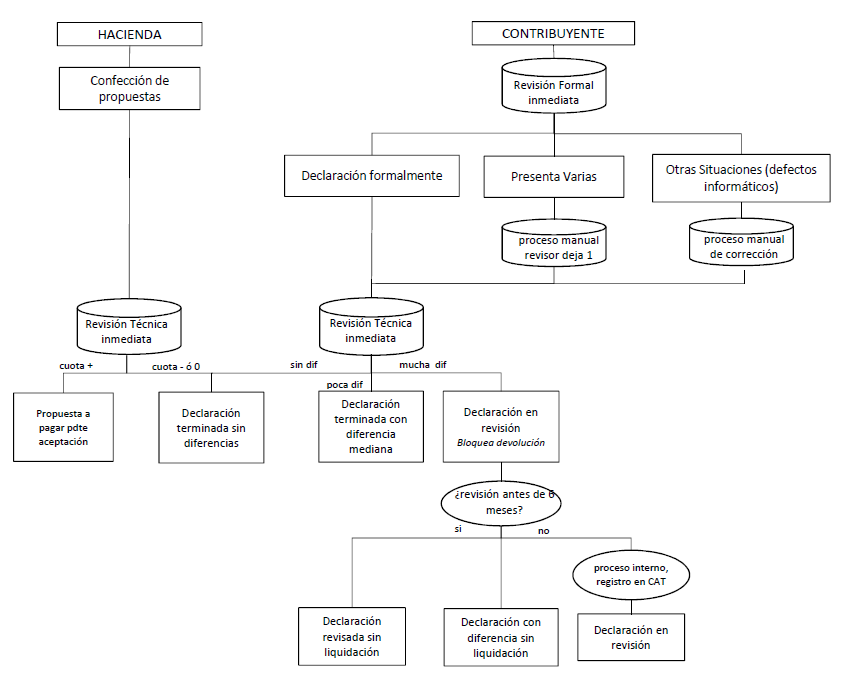 HACIENDA
CONTRIBUYENTE
Confección de
propuestas
Revisión Formal
inmediata
Declaración formalmente
Presenta Varias
Otras Situaciones (defectos
informáticos)
proceso manual
revisor deja 1
proceso manual
de corrección
Revisión Técnica
inmediata
Revisión Técnica
inmediata
cuota +
cuota - ó 0
sin dif
poca dif
mucha dif
Propuesta a
pagar pdte
aceptación
Declaración
terminada sin
diferencias
Declaración
terminada con
diferencia
mediana
Declaración en
revisión
Bloquea devolución
¿revisión antes de 6
meses?
si
no
proceso interno,
registro en CAT
Declaración
revisada sin
liquidación
Declaración con
diferencia sin
liquidación
Declaración en
revisión